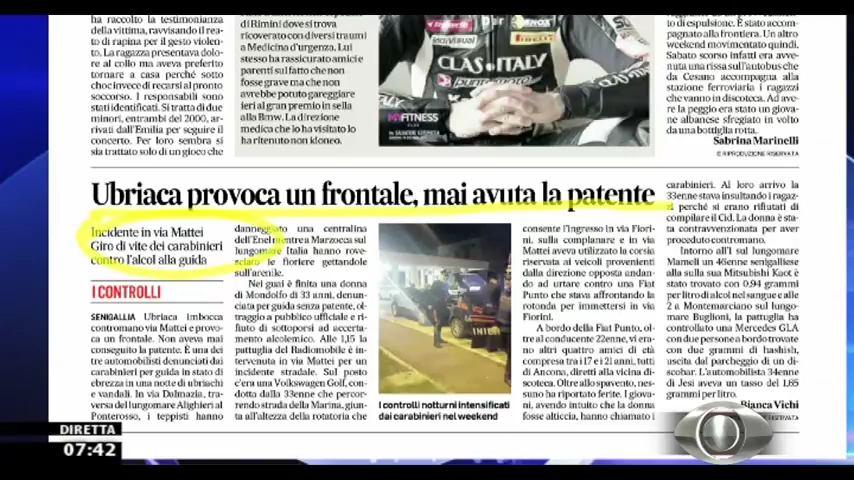 ha raccolto la testimonianza
della vittima, ravvisando il rea-
to di rapina per il gesto violen-
to. La ragazza presentava dolo-
re al collo ma aveva preferito
tornare a casa perché sotto
choc invece di recarsi al pronto
soccorso. I responsabili sono
stati identificati. Si tratta di due
minori, entrambi del 2000, ar-
rivati dall'Emilia per seguire il
concerto. Per loro sembra si
sia trattato solo di un gioco che
di Rimini dove si trova
ricoverato con diversi traumi
a Medicina d'urgenza. Lui
stesso ha rassicurato amici e
parenti sul fatto che non
fosse grave ma che non
avrebbe potuto gareggiare
ieri al gran premio in sella
alla Bmw. La direzione
medica che lo ha visitato lo
ha ritenuto non idoneo.
CLAS ITALY
puntomoto
PIRELLI
MYFITNESS
to di espulsione. È stato accom-
pagnato alla frontiera. Un altro
weekend movimentato quindi.
Sabato scorso infatti era avve-
nuta una rissa sull'autobus che
da Cesano accompagna alla
stazione ferroviaria i ragazzi
che vanno in discoteca. Ad ave-
re la peggio era stato un giova-
ne albanese sfregiato in volto
da una bottiglia rotta.
Sabrina Marinelli
© RIPRODUZIONE RISERVATA
Ubriaca provoca un frontale, mai avuta la patente
Incidente in via Mattei
Giro di vite dei carabinieri
contro l'alcol alla guida
I CONTROLLI
SENIGALLIA Ubriaca imbocca
contromano via Mattei e provo-
ca un frontale. Non aveva mai
conseguito la patente. È una dei
tre automobilisti denunciati dai
carabinieri per guida in stato di
ebrezza in una notte di ubriachi
e vandali. In via Dalmazia, tra-
versa del lungomare Alighieri al
Ponterosso, i teppisti hanno
danneggiato una centralina
dell'Enel mentre a Marzocca sul
lungomare Italia hanno rove-
sciato le fioriere gettandole
sull'arenile.
Nei guai è finita una donna
di Mondolfo di 33 anni, denun-
ciata per guida senza patente, ol-
traggio a pubblico ufficiale e ri-
fiuto di sottoporsi ad accerta-
mento alcolemico. Alle 1,15 la
pattuglia del Radiomobile è in-
tervenuta in via Mattei per un
incidente stradale. Sul posto
c'era una Volkswagen Golf, con-
dotta dalla 33enne che percor-
rendo strada della Marina, giun-
ta all'altezza della rotatoria che
I controlli notturni intensificati
dai carabinieri nel weekend
consente l'ingresso in via Fiori-
ni, sulla complanare e in via
Mattei aveva utilizzato la corsia
riservata ai veicoli provenienti
dalla direzione opposta andan-
do ad urtare contro una Fiat
Punto che stava affrontando la
rotonda per immettersi in via
Fiorini.
A bordo della Fiat Punto, ol-
tre al conducente 22enne, vi era-
no altri quattro amici di età
compresa tra i 17 e i 21 anni, tutti
di Ancona, diretti alla vicina di-
scoteca. Oltre allo spavento, nes-
suno ha riportato ferite. I giova-
ni, avendo intuito che la donna
fosse alticcia, hanno chiamato i
carabinieri. Al loro arrivo la
33enne stava insultando i ragaz-
zi perché si erano rifiutati di
compilare il Cid. La donna è sta-
ta contravvenzionata per aver
proceduto contromano.
Intorno all'1 sul lungomare
Mameli un 46enne senigalliese
alla sulla sua Mitsubishi Kaot è
stato trovato con 0,94 grammi
per litro di alcol nel sangue e alle
2 a Montemarciano sul lungo-
mare Buglioni, la pattuglia ha
controllato una Mercedes GLA
con due persone a bordo trovate
con due grammi di hashish,
uscita dal parcheggio di un di-
scobar. L'automobilista 34enne
di Jesi aveva un tasso del 1,65
grammi per litro.
Bianca Vichi
DIRETTA
07:42